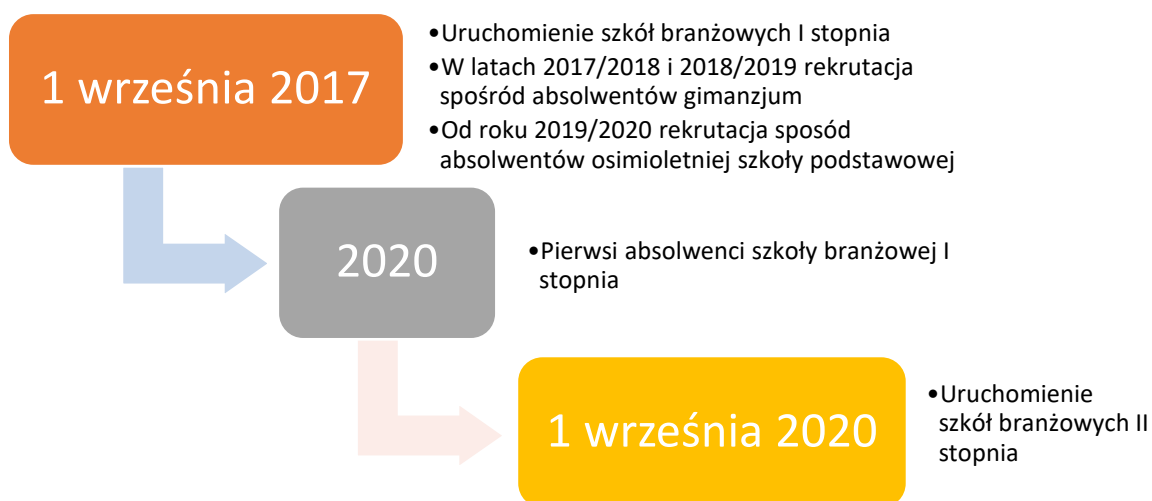 1 września 2017
•Uruchomienie szkół branżowych I stopnia
•W latach 2017/2018 i 2018/2019 rekrutacja
spośród absolwentów gimanzjum
•Od roku 2019/2020 rekrutacja sposód
absolwentów osimioletniej szkoły podstawowej
2020
•Pierwsi absolwenci szkoły branżowej I
stopnia
1 września 2020
•Uruchomienie
szkół branżowych II
stopnia